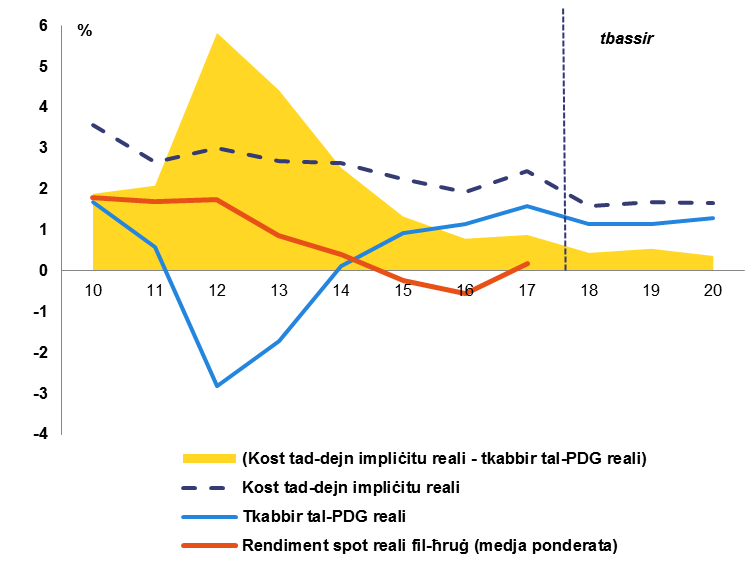 %
tbassir
6
5
4
3
2
1
0
-1
-2
-3
-4
10 11 12 13 14 15 16 17 18 19 20
(Kost tad-dejn impliċitu reali - tkabbir tal-PDG reali)
Kost tad-dejn impliċitu reali
Tkabbir tal-PDG reali
Rendiment spot reali fil-ħruġ (medja ponderata)